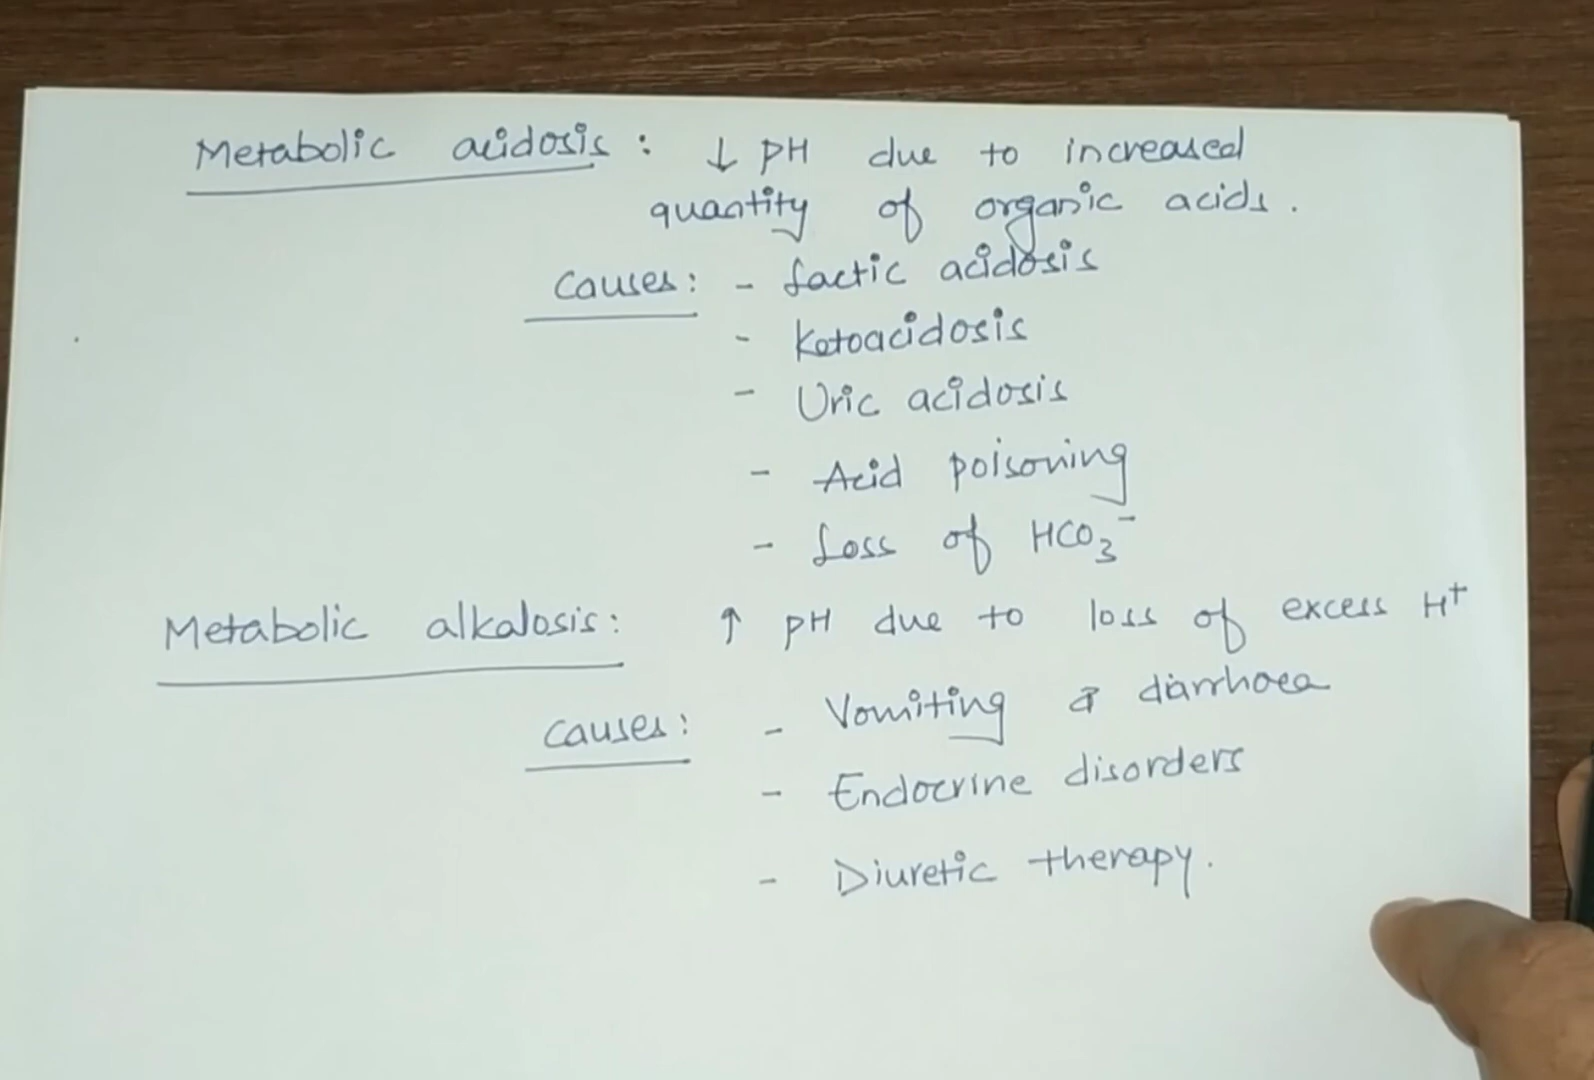 Metabolic acidosis : ↓ pH due to increased
quantity of organic acids.
Causes: - Lactic acidosis
- Ketoacidosis
- Uric acidosis
- Acid poisoning
- Loss of HCO₃⁻
Metabolic alkalosis: ↑ pH due to loss of excess H⁺
Causes: - Vomiting & diarrhoea
- Endocrine disorders
- Diuretic therapy.